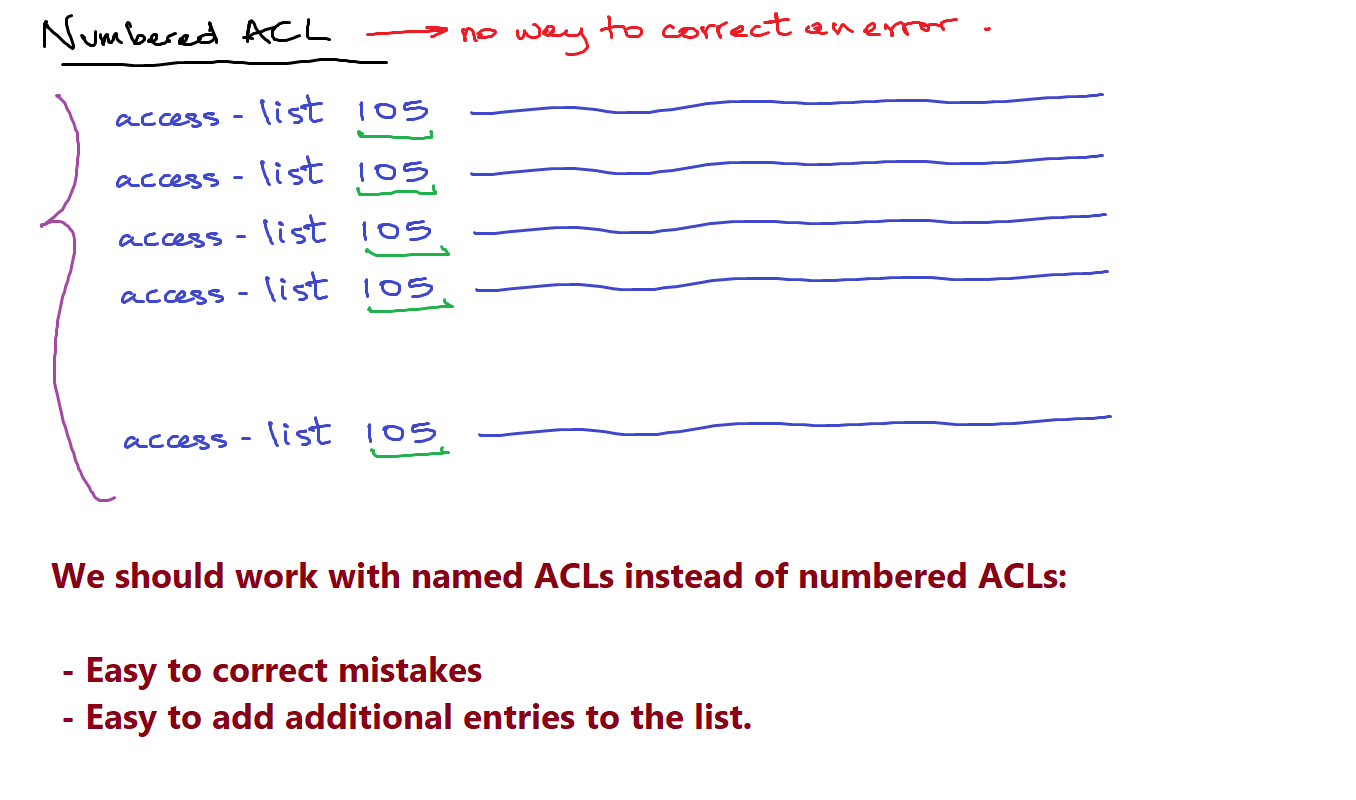 Numbered ACL → no way to correct an error.
access-list 105
access-list 105
access-list 105
access-list 105
access-list 105
We should work with named ACLs instead of numbered ACLs:
- Easy to correct mistakes
- Easy to add additional entries to the list.